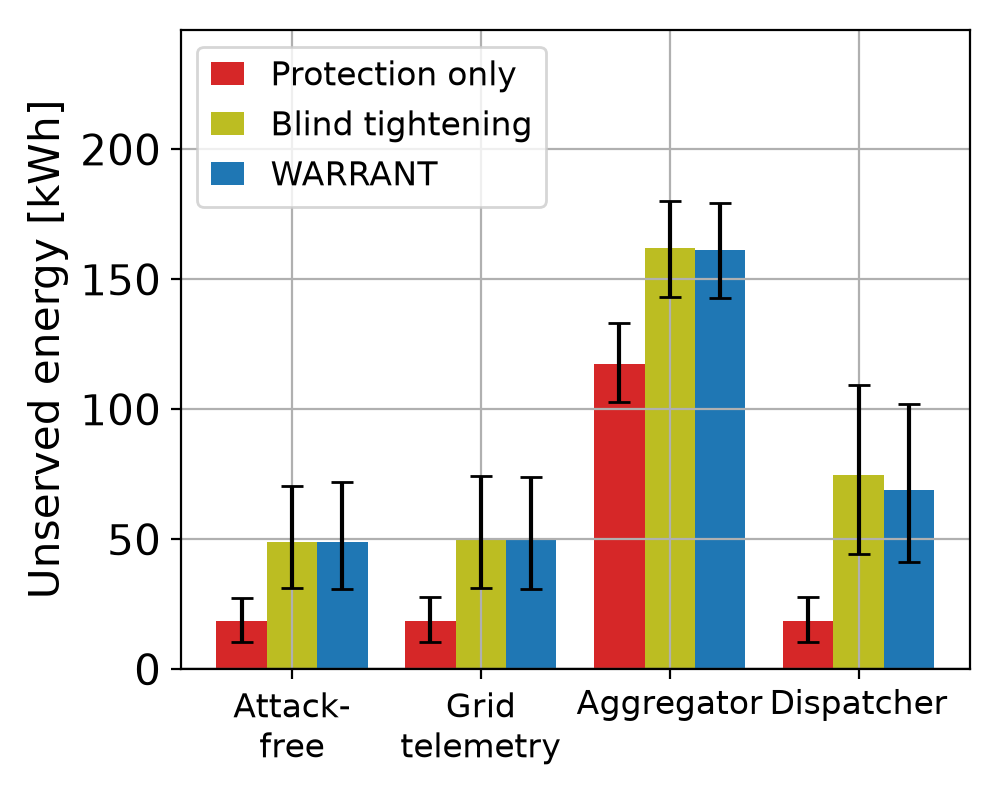 Unserved energy [kWh]
200
150
100
50
0
Protection only
Blind tightening
WARRANT
Attack-
free
Grid
telemetry
Aggregator
Dispatcher